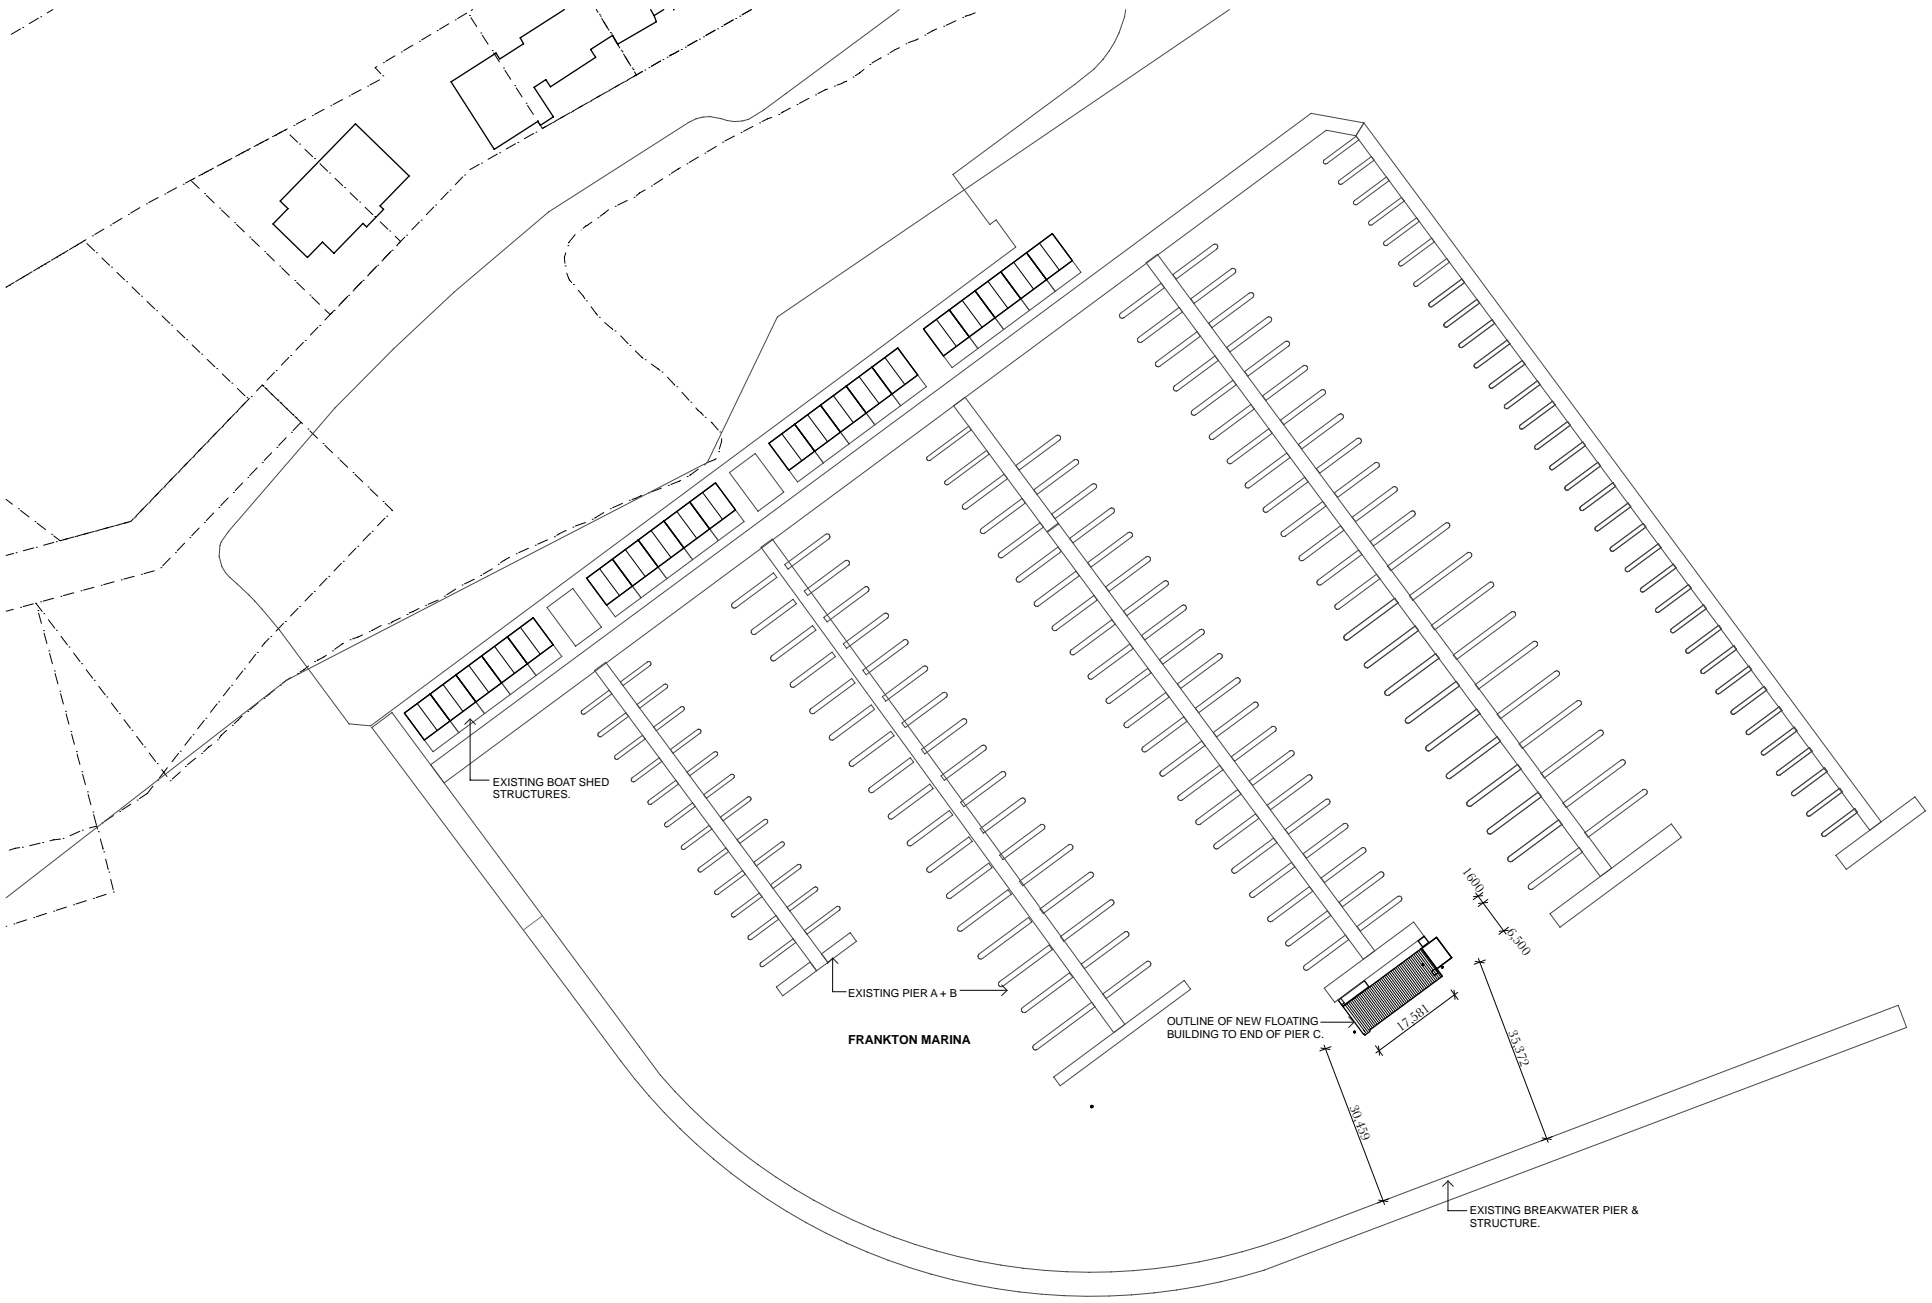 EXISTING BOAT SHED
STRUCTURES.
1600
6,500
EXISTING PIER A + B
FRANKTON MARINA
OUTLINE OF NEW FLOATING
BUILDING TO END OF PIER C.
17,581
35,372
30,459
EXISTING BREAKWATER PIER &
STRUCTURE.